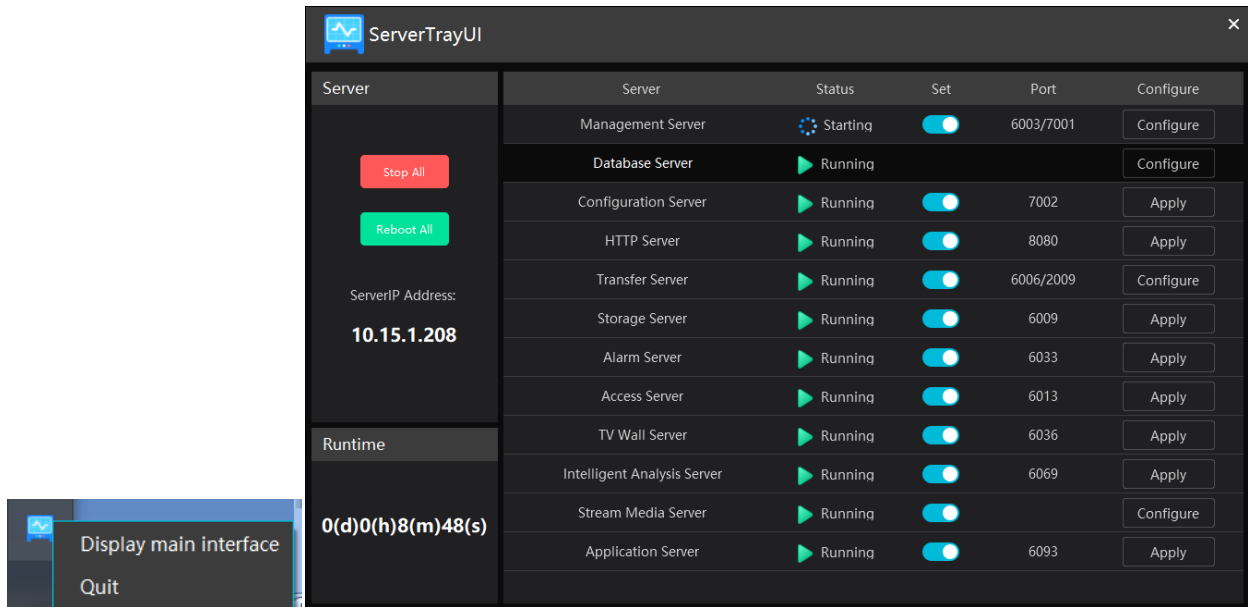 ServerTrayUI
Server
Stop All
Reboot All
ServerIP Address:
10.15.1.208
Runtime
0(d)0(h)8(m)48(s)
Server Status Set Port Configure
Management Server Starting 6003/7001 Configure
Database Server Running Configure
Configuration Server Running 7002 Apply
HTTP Server Running 8080 Apply
Transfer Server Running 6006/2009 Configure
Storage Server Running 6009 Apply
Alarm Server Running 6033 Apply
Access Server Running 6013 Apply
TV Wall Server Running 6036 Apply
Intelligent Analysis Server Running 6069 Apply
Stream Media Server Running Configure
Application Server Running 6093 Apply
Display main interface
Quit